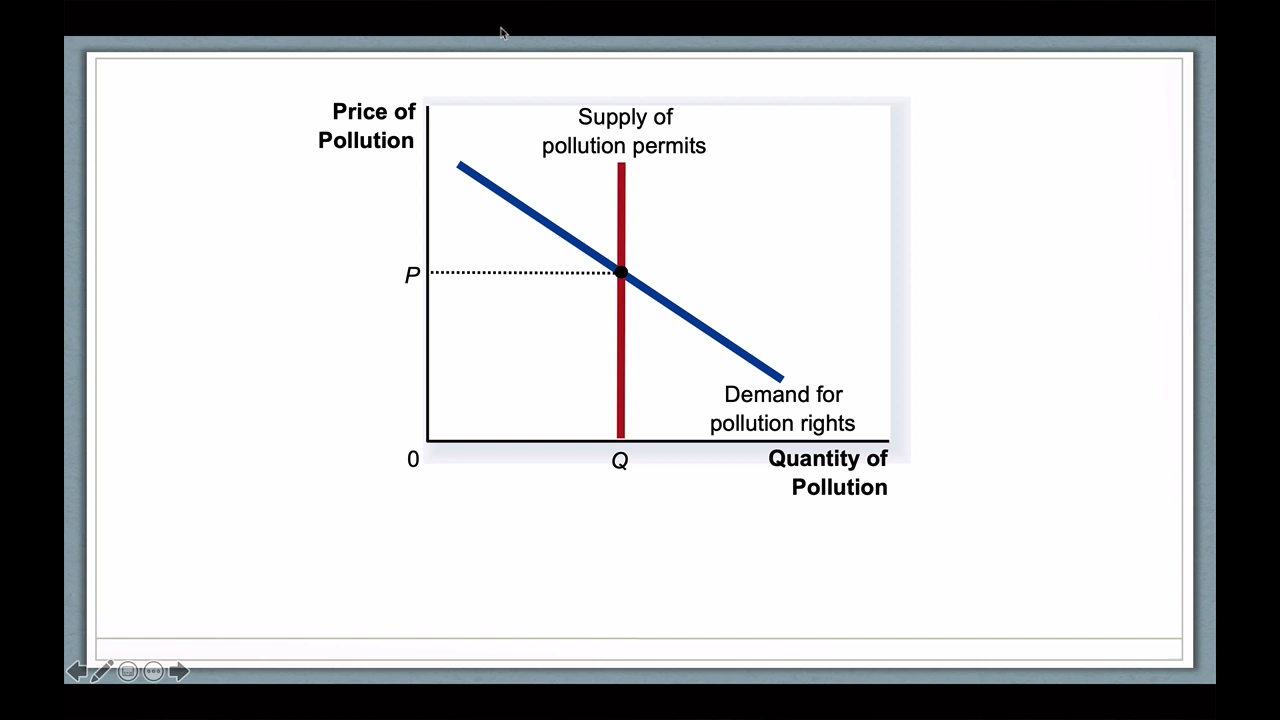 Price of
Pollution
Supply of
pollution permits
P
Demand for
pollution rights
0
Q
Quantity of
Pollution